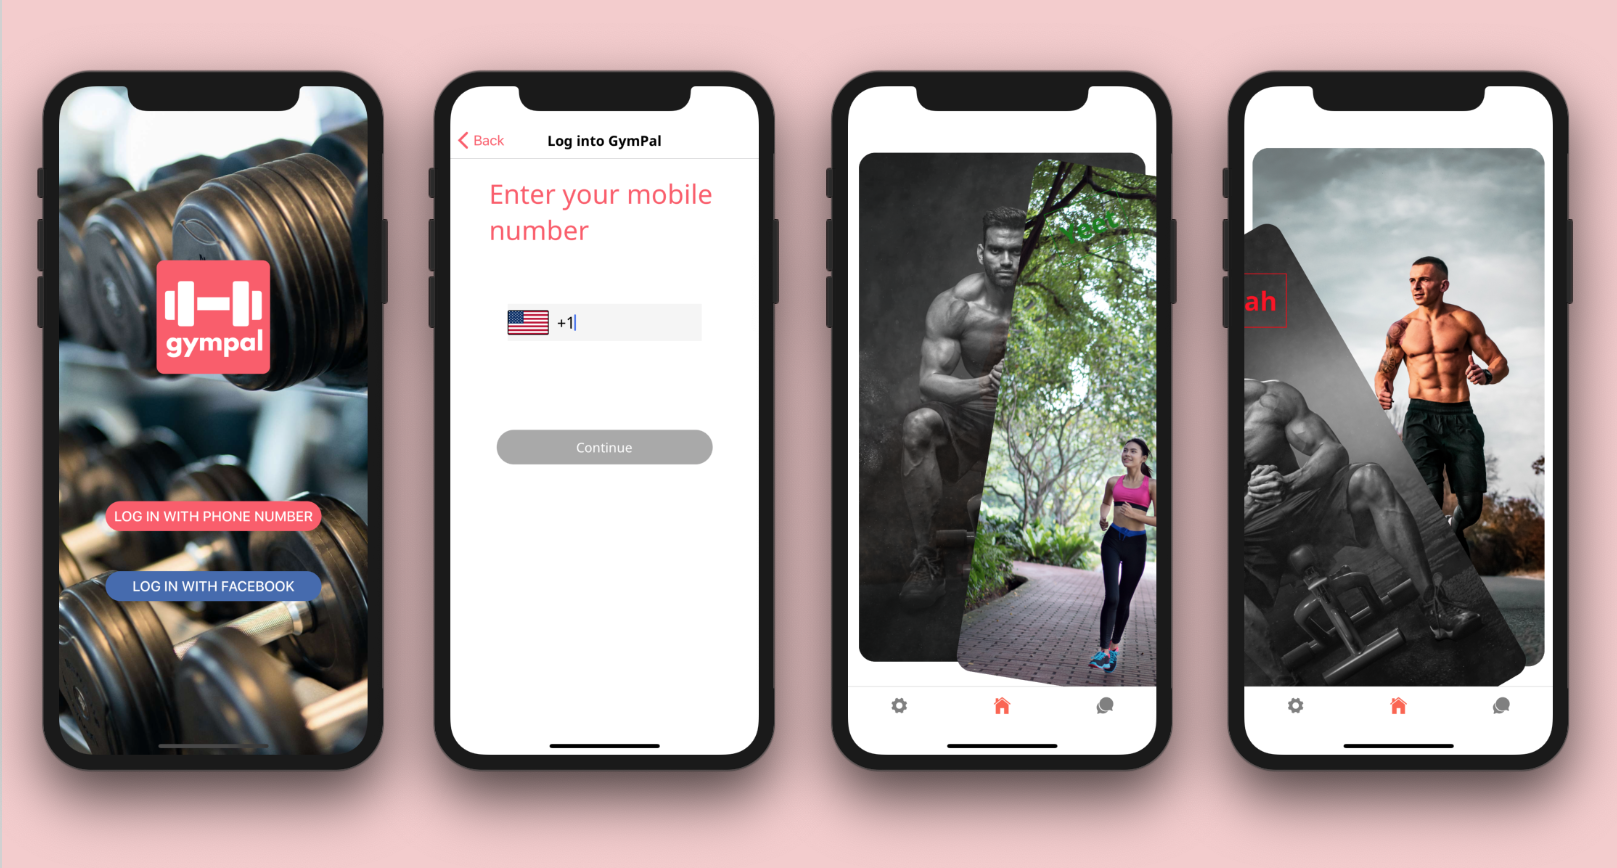 gympal
LOG IN WITH PHONE NUMBER
LOG IN WITH FACEBOOK
Back
Log into GymPal
Enter your mobile
number
+1
Continue
yeet
ah